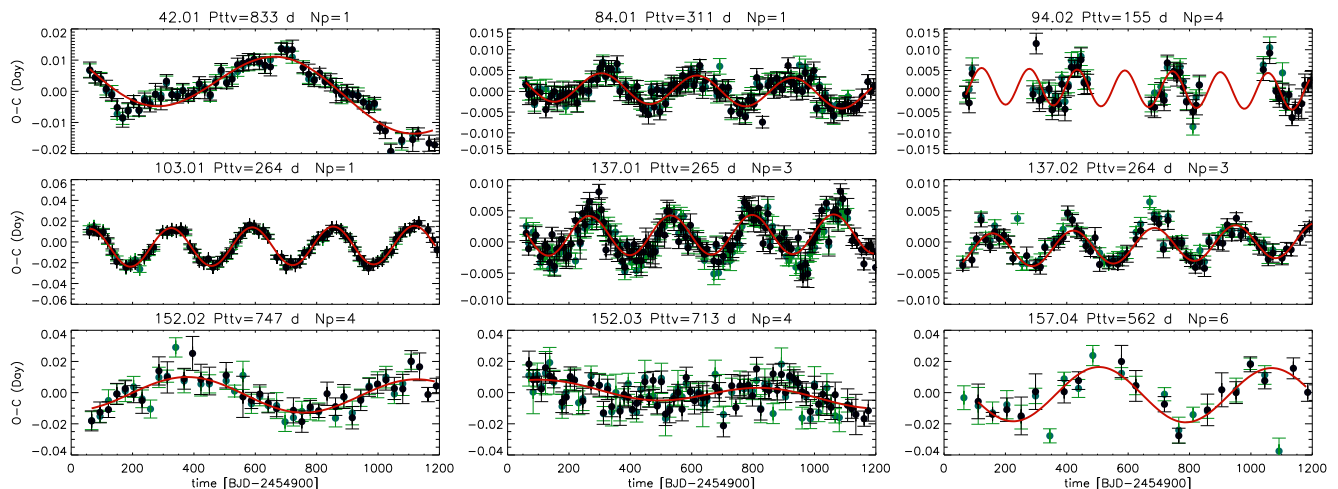 42.01 Pttv=833 d Np=1
84.01 Pttv=311 d Np=1
94.02 Pttv=155 d Np=4
O-C (Day)
0.02
0.01
0.00
-0.01
-0.02
0.015
0.010
0.005
0.000
-0.005
-0.010
-0.015
0.015
0.010
0.005
0.000
-0.005
-0.010
-0.015
103.01 Pttv=264 d Np=1
137.01 Pttv=265 d Np=3
137.02 Pttv=264 d Np=3
O-C (Day)
0.06
0.04
0.02
0.00
-0.02
-0.04
-0.06
0.010
0.005
0.000
-0.005
-0.010
0.010
0.005
0.000
-0.005
-0.010
152.02 Pttv=747 d Np=4
152.03 Pttv=713 d Np=4
157.04 Pttv=562 d Np=6
O-C (Day)
0.04
0.02
0.00
-0.02
-0.04
0.04
0.02
0.00
-0.02
-0.04
0.04
0.02
0.00
-0.02
-0.04
0 200 400 600 800 1000 1200
0 200 400 600 800 1000 1200
0 200 400 600 800 1000 1200
time [BJD-2454900]
time [BJD-2454900]
time [BJD-2454900]